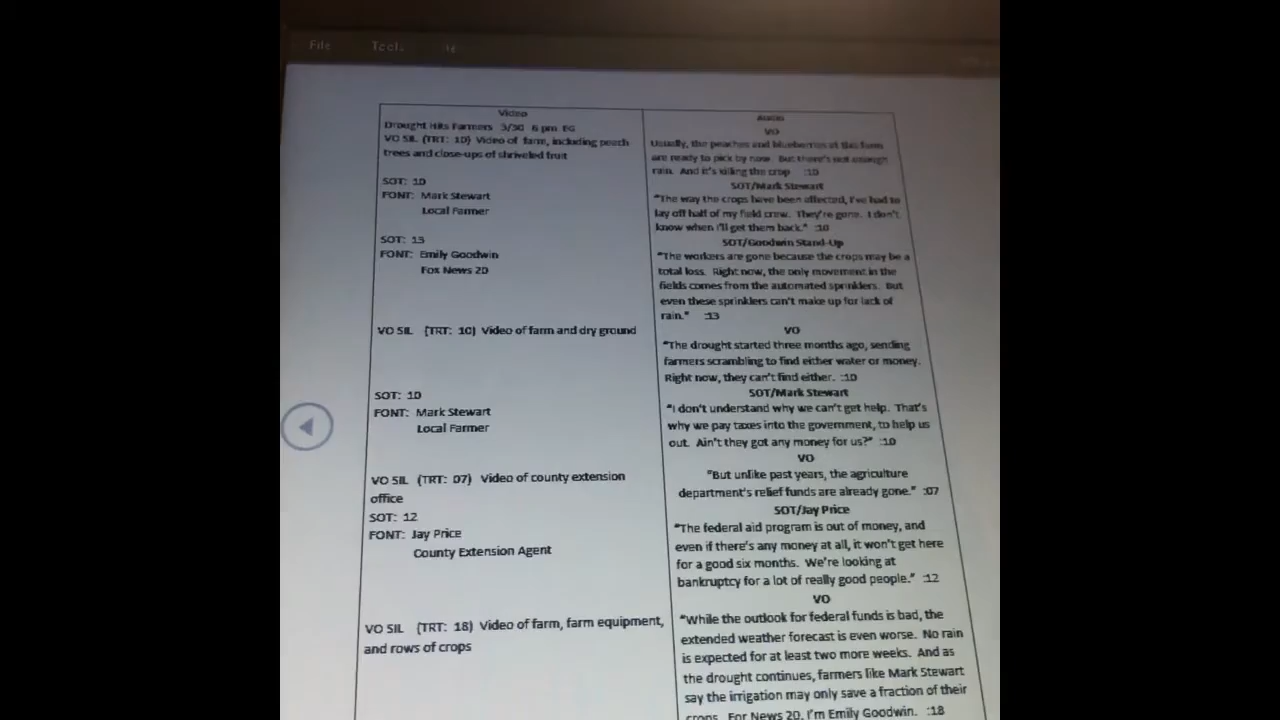 File Tools
Video
Drought Hits Farmers 3/30 6 pm EG
VO SIL (TRT: 10) Video of farm, including peach
trees and close-ups of shriveled fruit
SOT: 10
FONT: Mark Stewart
Local Farmer
SOT: 13
FONT: Emily Goodwin
Fox News 20
VO SIL (TRT: 10) Video of farm and dry ground
SOT: 10
FONT: Mark Stewart
Local Farmer
VO SIL (TRT: 07) Video of county extension
office
SOT: 12
FONT: Jay Price
County Extension Agent
VO SIL (TRT: 18) Video of farm, farm equipment,
and rows of crops
Audio
VO
Usually, the peaches and blueberries at this farm
are ready to pick by now. But there's not enough
rain. And it's killing the crop :10
SOT/Mark Stewart
"The way the crops have been affected, I've had to
lay off half of my field crew. They're gone. I don't
know when I'll get them back." :10
SOT/Goodwin Stand-Up
"The workers are gone because the crops may be a
total loss. Right now, the only movement in the
fields comes from the automated sprinklers. But
even these sprinklers can't make up for lack of
rain." :13
VO
"The drought started three months ago, sending
farmers scrambling to find either water or money.
Right now, they can't find either. :10
SOT/Mark Stewart
"I don't understand why we can't get help. That's
why we pay taxes into the government, to help us
out. Ain't they got any money for us?" :10
VO
"But unlike past years, the agriculture
department's relief funds are already gone." :07
SOT/Jay Price
"The federal aid program is out of money, and
even if there's any money at all, it won't get here
for a good six months. We're looking at
bankruptcy for a lot of really good people." :12
VO
"While the outlook for federal funds is bad, the
extended weather forecast is even worse. No rain
is expected for at least two more weeks. And as
the drought continues, farmers like Mark Stewart
say the irrigation may only save a fraction of their
crops. For News 20, I'm Emily Goodwin. :18